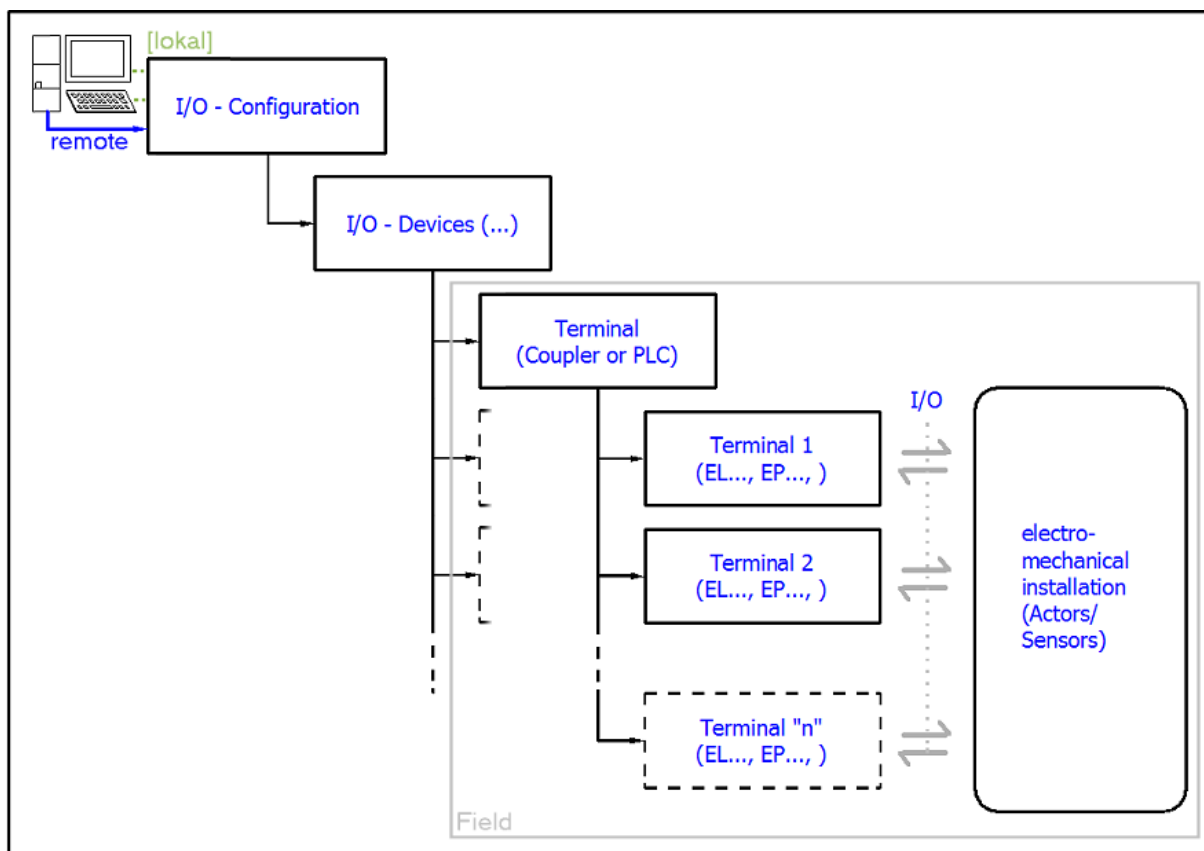 [lokal]
I/O - Configuration
remote
I/O - Devices (...)
Terminal
(Coupler or PLC)
I/O
Terminal 1
(EL..., EP..., )
Terminal 2
(EL..., EP..., )
electro-
mechanical
installation
(Actors/
Sensors)
Terminal "n"
(EL..., EP..., )
Field